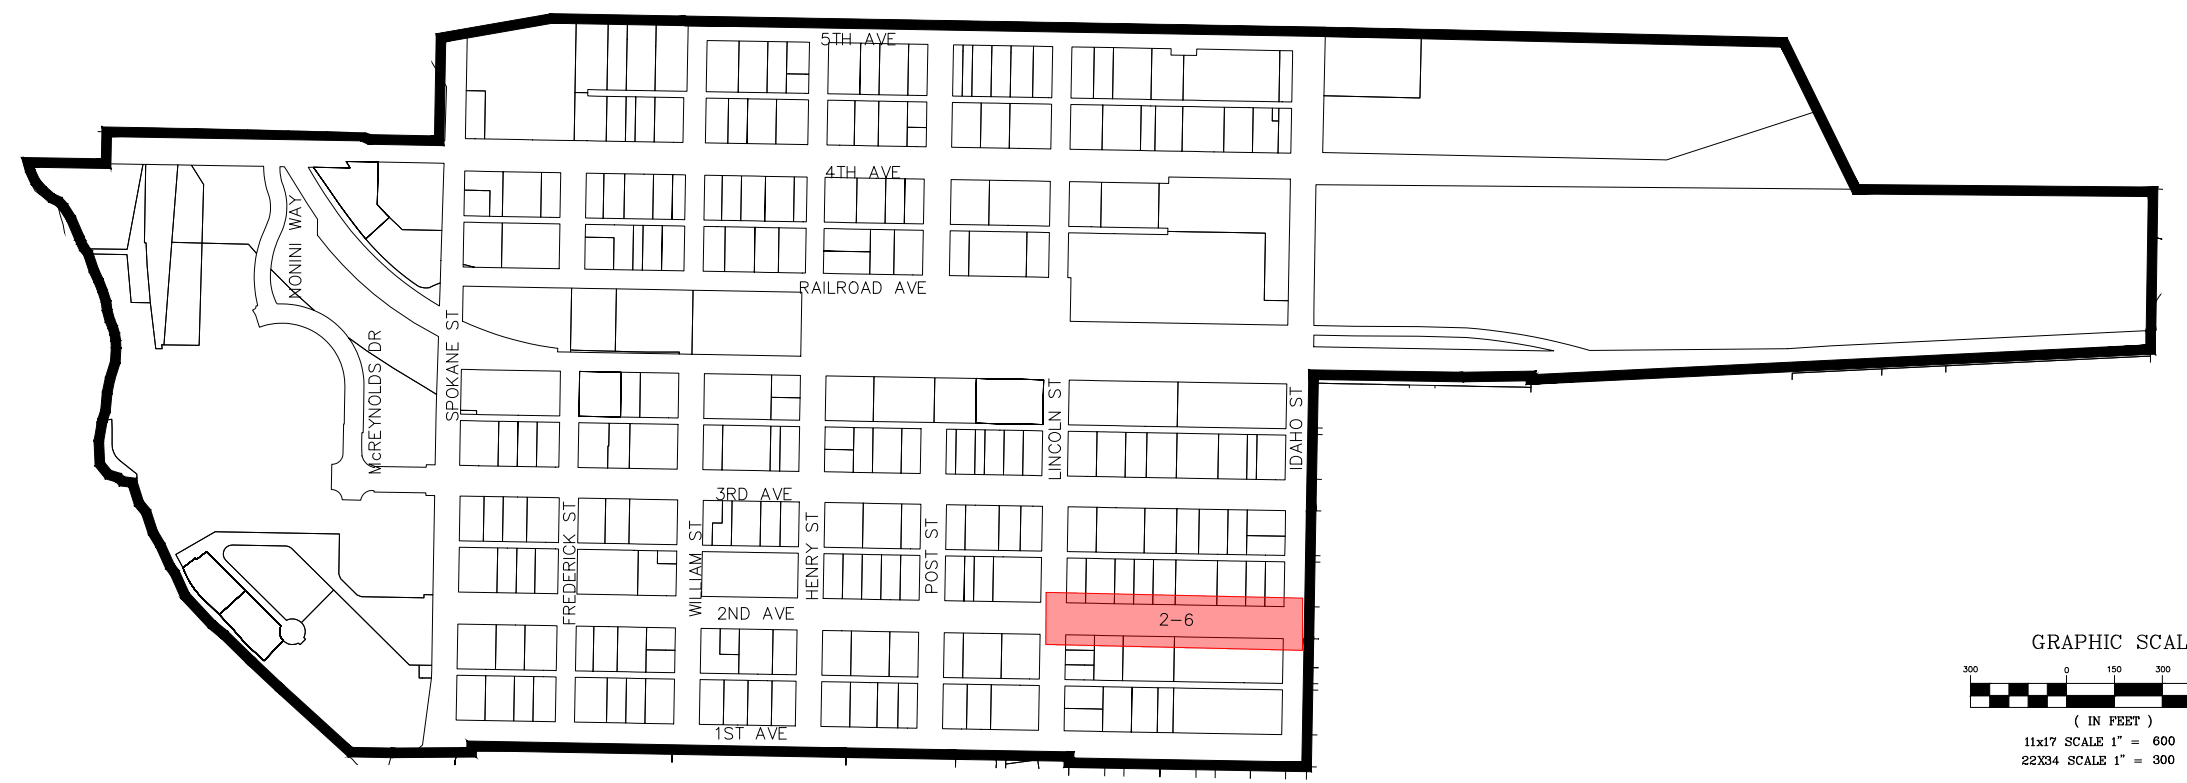 5TH AVE
4TH AVE
NONINI WAY
RAILROAD AVE
McREYNOLDS DR
SPOKANE ST
LINCOLN ST
IDAHO ST
3RD AVE
FREDERICK ST
WILLIAM ST
HENRY ST
POST ST
2ND AVE
2-6
1ST AVE
GRAPHIC SCAL
300 0 150 300
( IN FEET )
11x17 SCALE 1" = 600
22X34 SCALE 1" = 300